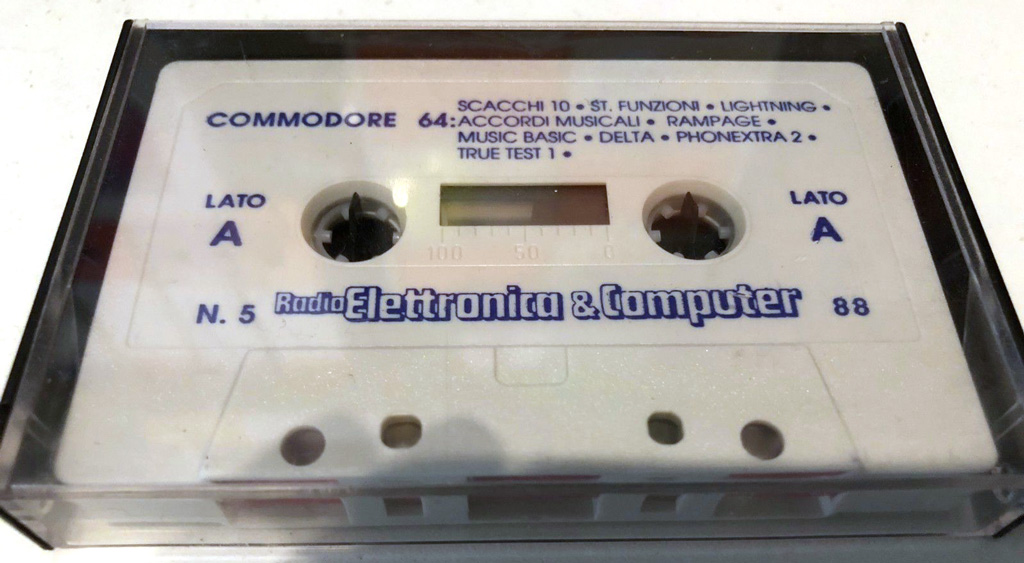 COMMODORE 64: SCACCHI 10 • ST. FUNZIONI • LIGHTNING •
ACCORDI MUSICALI • RAMPAGE •
MUSIC BASIC • DELTA • PHONEXTRA 2 •
TRUE TEST 1 •
LATO A
LATO A
100 50 0
N. 5 Radio Elettronica & Computer 88